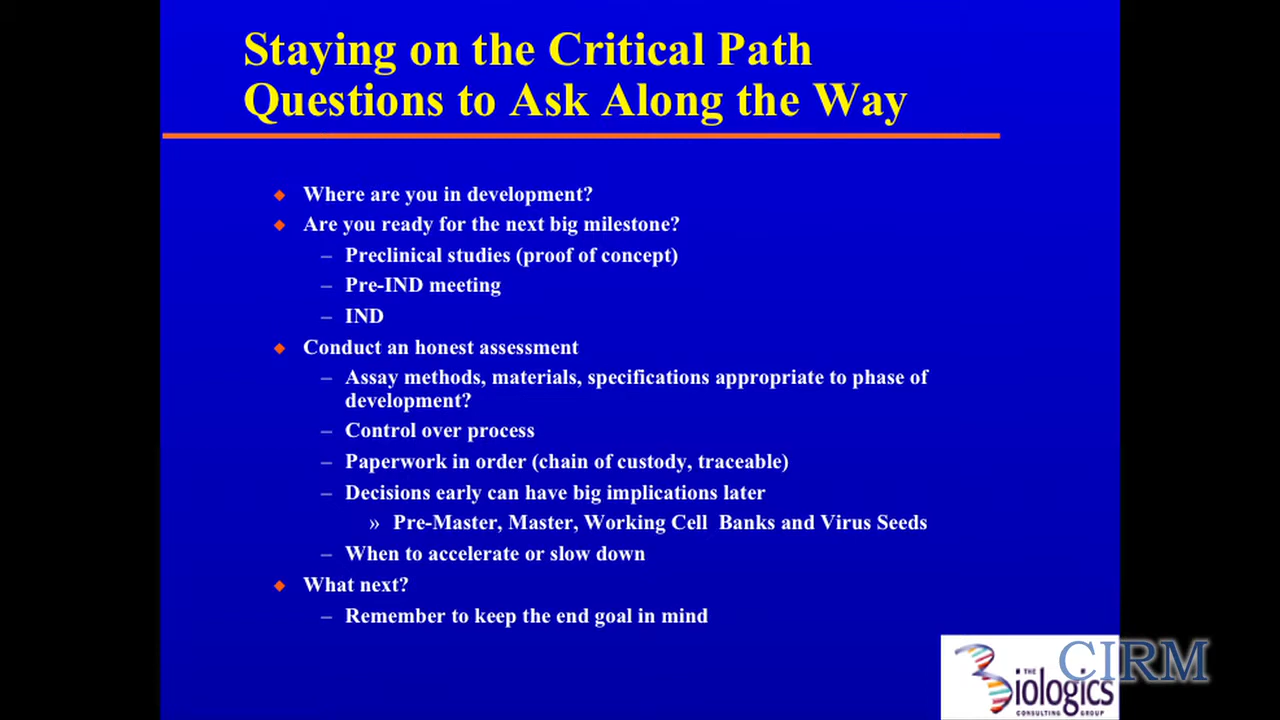 Staying on the Critical Path
Questions to Ask Along the Way
◆ Where are you in development?
◆ Are you ready for the next big milestone?
– Preclinical studies (proof of concept)
– Pre-IND meeting
– IND
◆ Conduct an honest assessment
– Assay methods, materials, specifications appropriate to phase of
development?
– Control over process
– Paperwork in order (chain of custody, traceable)
– Decisions early can have big implications later
» Pre-Master, Master, Working Cell Banks and Virus Seeds
– When to accelerate or slow down
◆ What next?
– Remember to keep the end goal in mind
CIRM
THE
Biologics
CONSULTING GROUP